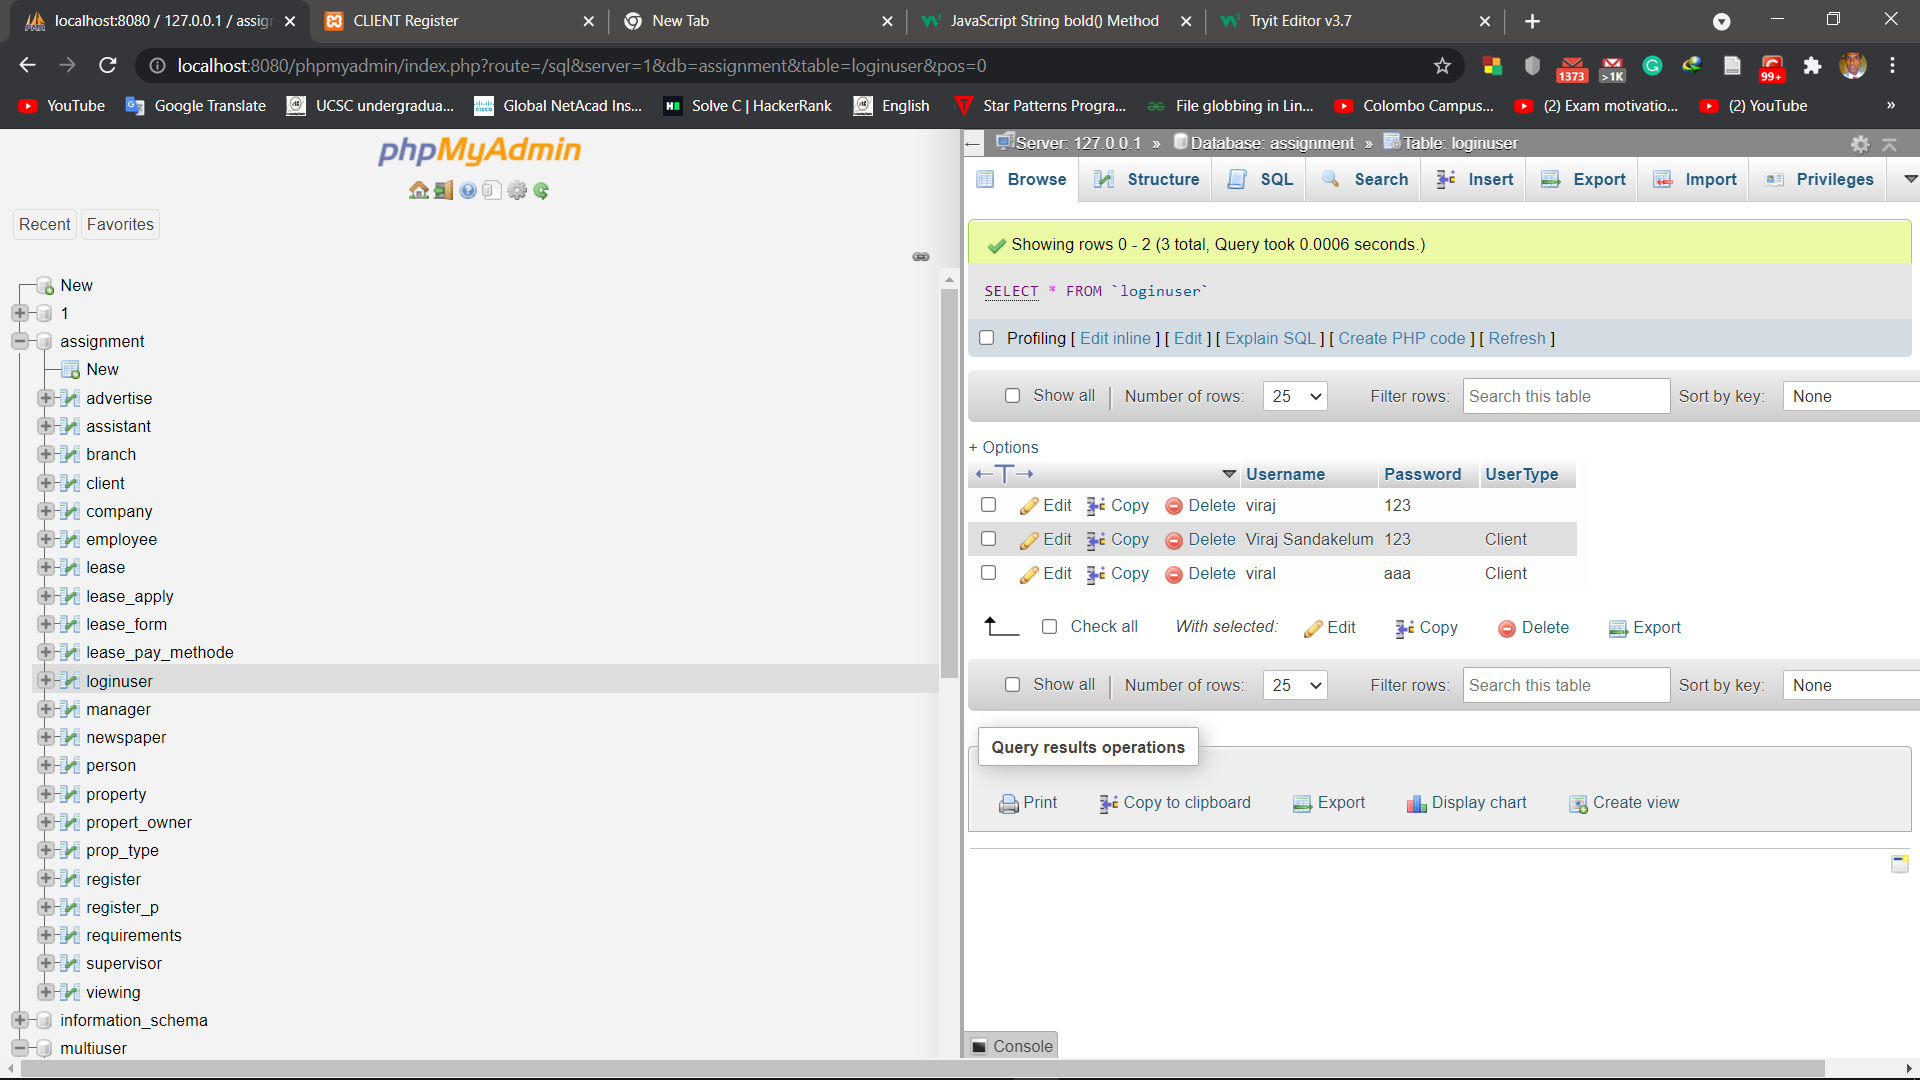 localhost:8080 / 127.0.0.1 / assig
CLIENT Register
New Tab
JavaScript String bold() Method
Tryit Editor v3.7
localhost:8080/phpmyadmin/index.php?route=/sql&server=1&db=assignment&table=loginuser&pos=0
1373
>1K
99+
YouTube
Google Translate
UCSC undergradua...
Global NetAcad Ins...
Solve C | HackerRank
English
Star Patterns Progra...
File globbing in Lin...
Colombo Campus...
(2) Exam motivatio...
(2) YouTube
»
phpMyAdmin
Recent
Favorites
New
1
assignment
New
advertise
assistant
branch
client
company
employee
lease
lease_apply
lease_form
lease_pay_methode
loginuser
manager
newspaper
person
property
propert_owner
prop_type
register
register_p
requirements
supervisor
viewing
information_schema
multiuser
Server: 127.0.0.1 » Database: assignment » Table: loginuser
Browse Structure SQL Search Insert Export Import Privileges
Showing rows 0 - 2 (3 total, Query took 0.0006 seconds.)
SELECT * FROM `loginuser`
Profiling [ Edit inline ] [ Edit ] [ Explain SQL ] [ Create PHP code ] [ Refresh ]
Show all | Number of rows: 25 Filter rows: Search this table Sort by key: None
+ Options
←T→ Username Password UserType
Edit Copy Delete viraj 123
Edit Copy Delete Viraj Sandakelum 123 Client
Edit Copy Delete viral aaa Client
Check all With selected: Edit Copy Delete Export
Show all | Number of rows: 25 Filter rows: Search this table Sort by key: None
Query results operations
Print Copy to clipboard Export Display chart Create view
Console